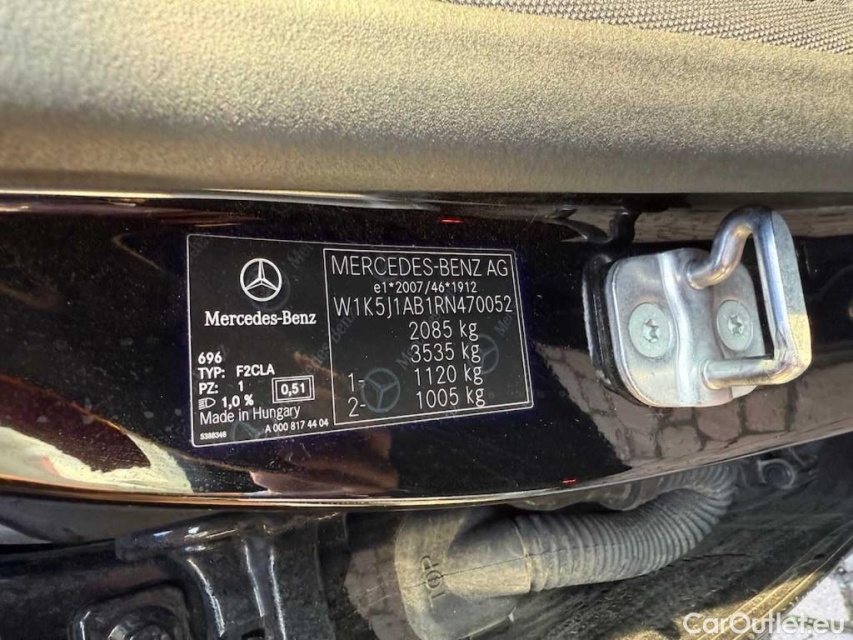 Mercedes-Benz
696
TYP: F2CLA
PZ: 1
1,0 %
0,51
Made in Hungary
5388348
A 000 817 44 04
MERCEDES-BENZ AG
e1*2007/46*1912
W1K5J1AB1RN470052
2085 kg
3535 kg
1- 1120 kg
2- 1005 kg
TOP
CarOutlet.eu